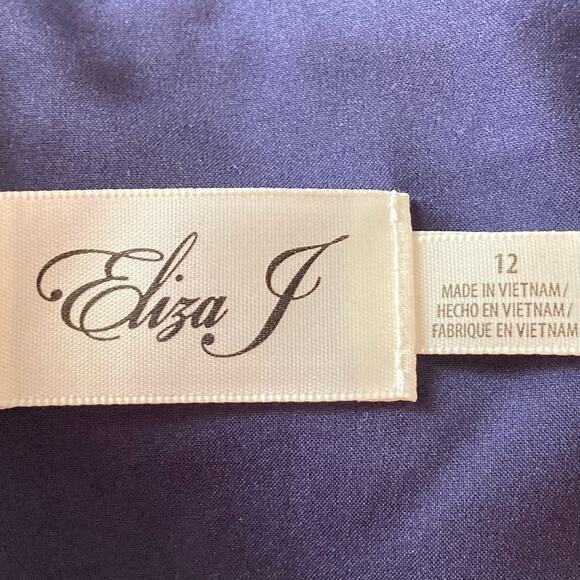 Eliza J
12
MADE IN VIETNAM/
HECHO EN VIETNAM/
FABRIQUE EN VIETNAM